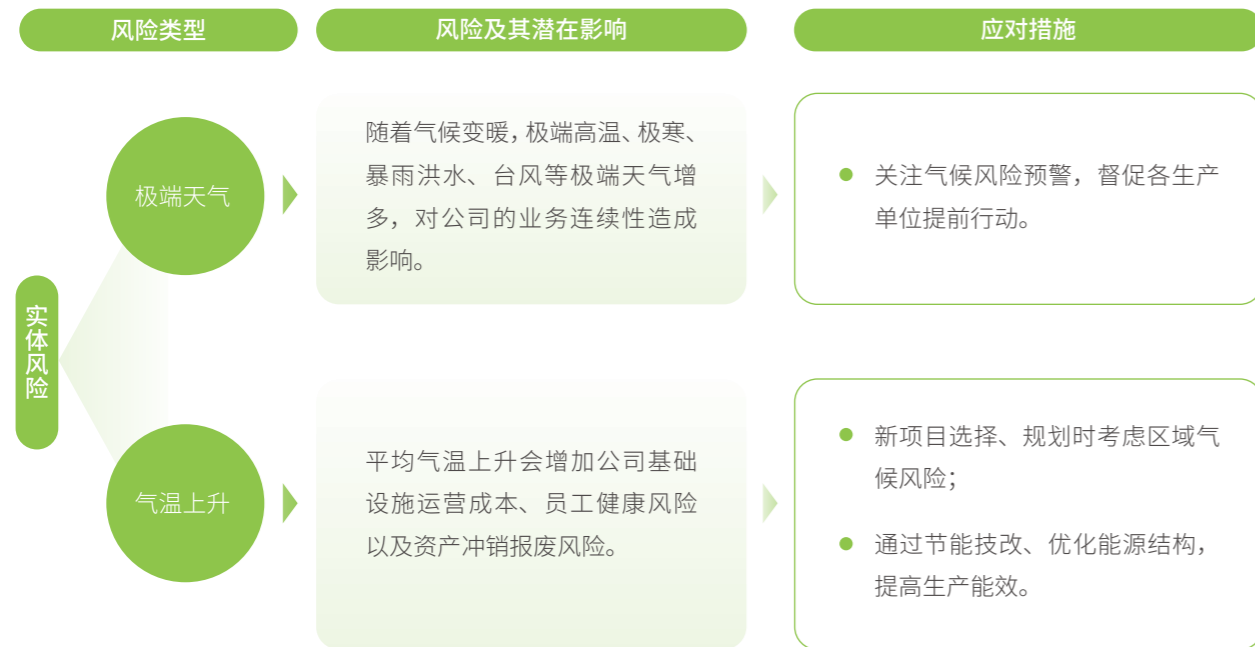 风险类型
风险及其潜在影响
应对措施
实体风险
极端天气
随着气候变暖，极端高温、极寒、
暴雨洪水、台风等极端天气增
多，对公司的业务连续性造成
影响。
● 关注气候风险预警，督促各生产
单位提前行动。
气温上升
平均气温上升会增加公司基础
设施运营成本、员工健康风险
以及资产冲销报废风险。
● 新项目选择、规划时考虑区域气
候风险；
● 通过节能技改、优化能源结构，
提高生产能效。